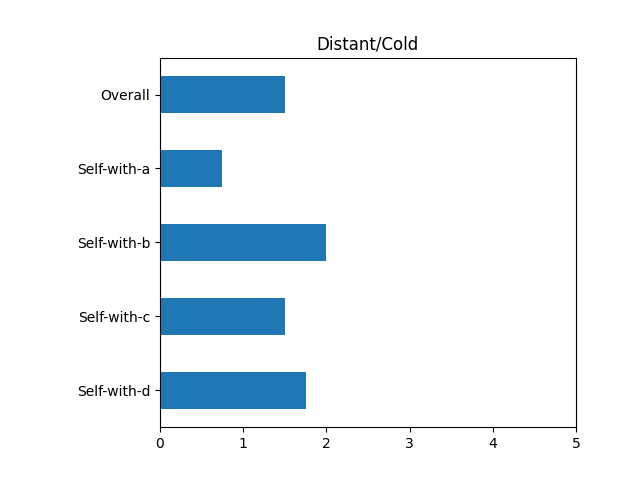 Distant/Cold
Overall
Self-with-a
Self-with-b
Self-with-c
Self-with-d
0 1 2 3 4 5